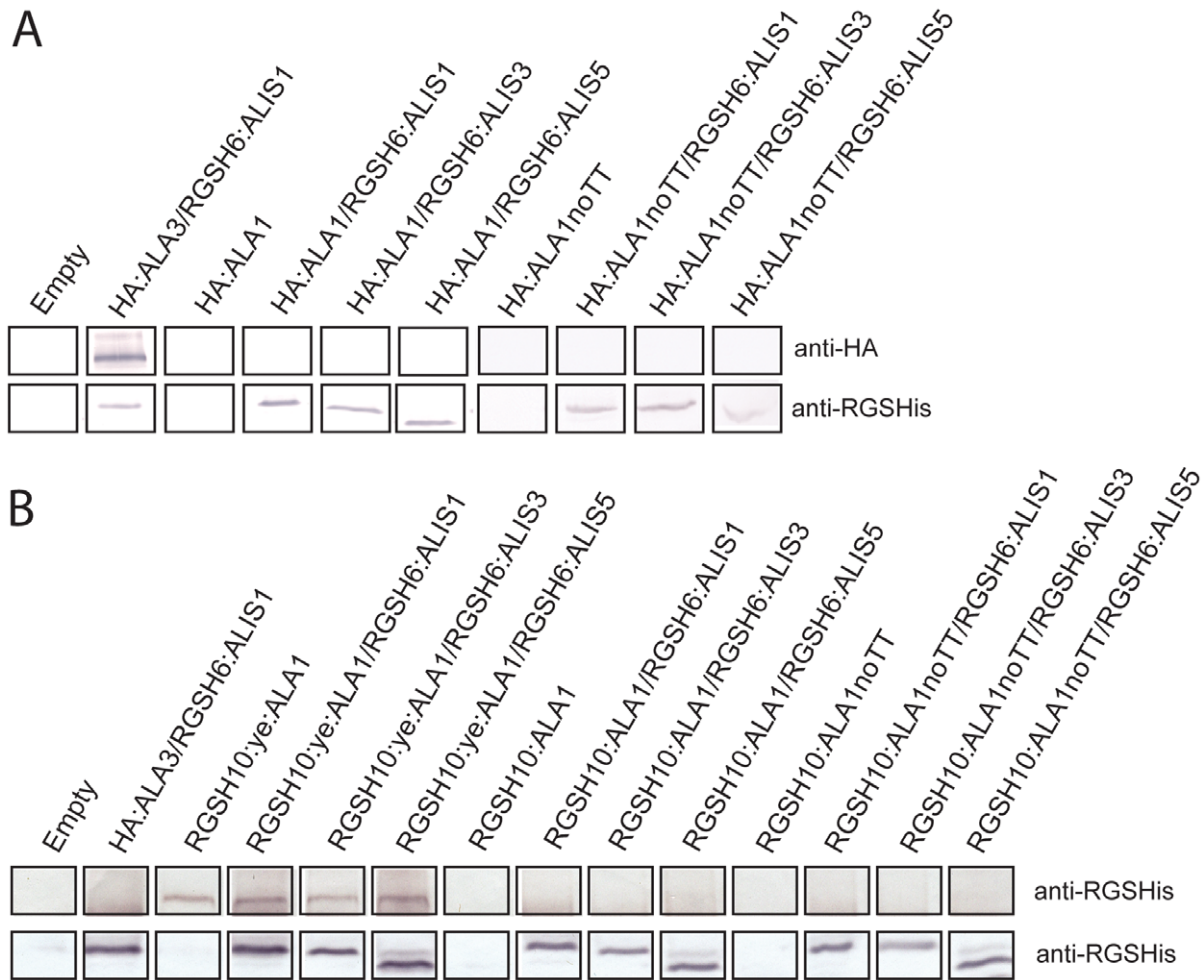 A
Empty
HA:ALA3/RGSH6:ALIS1
HA:ALA1
HA:ALA1/RGSH6:ALIS1
HA:ALA1/RGSH6:ALIS3
HA:ALA1/RGSH6:ALIS5
HA:ALA1noTT
HA:ALA1noTT/RGSH6:ALIS1
HA:ALA1noTT/RGSH6:ALIS3
HA:ALA1noTT/RGSH6:ALIS5
anti-HA
anti-RGSHis
B
Empty
HA:ALA3/RGSH6:ALIS1
RGSH10:ye:ALA1
RGSH10:ye:ALA1/RGSH6:ALIS1
RGSH10:ye:ALA1/RGSH6:ALIS3
RGSH10:ye:ALA1/RGSH6:ALIS5
RGSH10:ALA1
RGSH10:ALA1/RGSH6:ALIS1
RGSH10:ALA1/RGSH6:ALIS3
RGSH10:ALA1/RGSH6:ALIS5
RGSH10:ALA1noTT
RGSH10:ALA1noTT/RGSH6:ALIS1
RGSH10:ALA1noTT/RGSH6:ALIS3
RGSH10:ALA1noTT/RGSH6:ALIS5
anti-RGSHis
anti-RGSHis